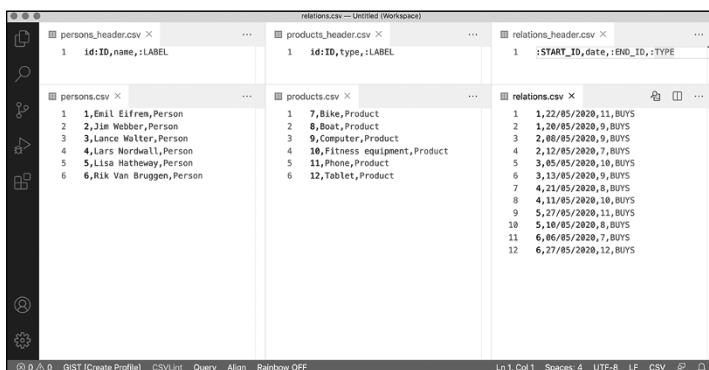 relations.csv — Untitled (Workspace)
persons_header.csv
1 id:ID,name,:LABEL
products_header.csv
1 id:ID,type,:LABEL
relations_header.csv
1 :START_ID,date,:END_ID,:TYPE
persons.csv
1 1,Emil Eifrem,Person
2 2,Jim Webber,Person
3 3,Lance Walter,Person
4 4,Lars Nordwall,Person
5 5,Lisa Hatheway,Person
6 6,Rik Van Bruggen,Person
products.csv
1 7,Bike,Product
2 8,Boat,Product
3 9,Computer,Product
4 10,Fitness equipment,Product
5 11,Phone,Product
6 12,Tablet,Product
relations.csv
1 1,22/05/2020,11,BUYS
2 1,20/05/2020,9,BUYS
3 2,08/05/2020,9,BUYS
4 2,12/05/2020,7,BUYS
5 3,05/05/2020,10,BUYS
6 3,13/05/2020,9,BUYS
7 4,21/05/2020,8,BUYS
8 4,11/05/2020,10,BUYS
9 5,27/05/2020,11,BUYS
10 5,10/05/2020,8,BUYS
11 6,06/05/2020,7,BUYS
12 6,27/05/2020,12,BUYS
0 0 GIST [Create Profile] CSVLint Query Align Rainbow OFF Ln 1, Col 1 Spaces: 4 UTF-8 LF CSV